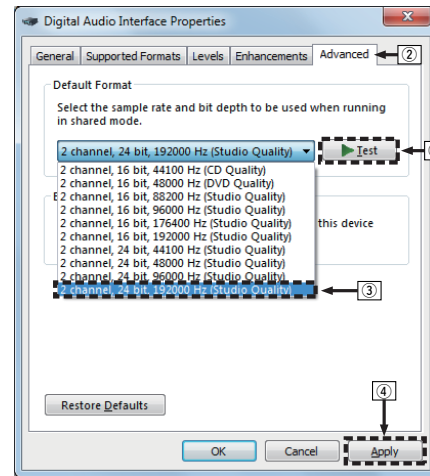 Digital Audio Interface Properties
General Supported Formats Levels Enhancements Advanced ②
Default Format
Select the sample rate and bit depth to be used when running
in shared mode.
2 channel, 24 bit, 192000 Hz (Studio Quality) Test
2 channel, 16 bit, 44100 Hz (CD Quality)
2 channel, 16 bit, 48000 Hz (DVD Quality)
2 channel, 16 bit, 88200 Hz (Studio Quality)
2 channel, 16 bit, 96000 Hz (Studio Quality)
2 channel, 16 bit, 176400 Hz (Studio Quality)
this device
2 channel, 16 bit, 192000 Hz (Studio Quality)
2 channel, 24 bit, 44100 Hz (Studio Quality)
2 channel, 24 bit, 48000 Hz (Studio Quality)
2 channel, 24 bit, 96000 Hz (Studio Quality)
2 channel, 24 bit, 192000 Hz (Studio Quality) ③
Restore Defaults
④
OK Cancel Apply